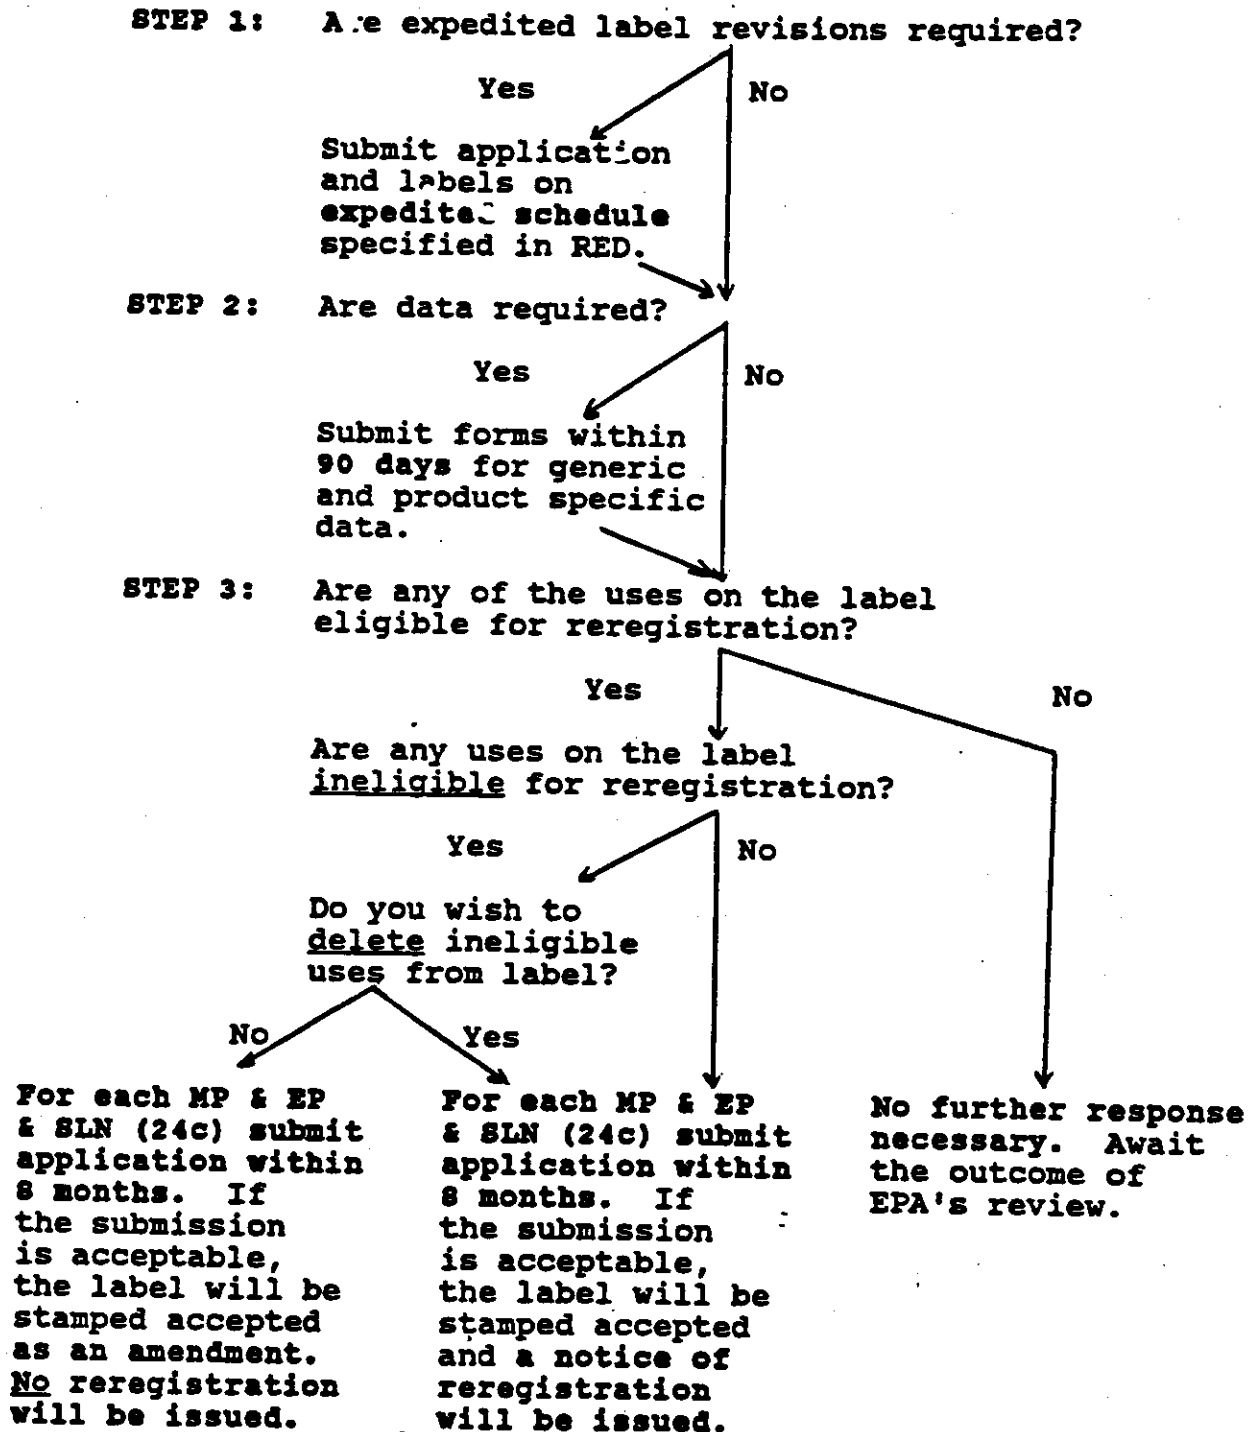 STEP 1: Are expedited label revisions required?
Yes No
Submit application
and labels on
expedited schedule
specified in RED.
STEP 2: Are data required?
Yes No
Submit forms within
90 days for generic
and product specific
data.
STEP 3: Are any of the uses on the label
eligible for reregistration?
Yes No
Are any uses on the label
ineligible for reregistration?
Yes No
Do you wish to
delete ineligible
uses from label?
No Yes
For each MP & EP
& SLN (24c) submit
application within
8 months. If
the submission
is acceptable,
the label will be
stamped accepted
as an amendment.
No reregistration
will be issued.
For each MP & EP
& SLN (24c) submit
application within
8 months. If
the submission
is acceptable,
the label will be
stamped accepted
and a notice of
reregistration
will be issued.
No further response
necessary. Await
the outcome of
EPA's review.